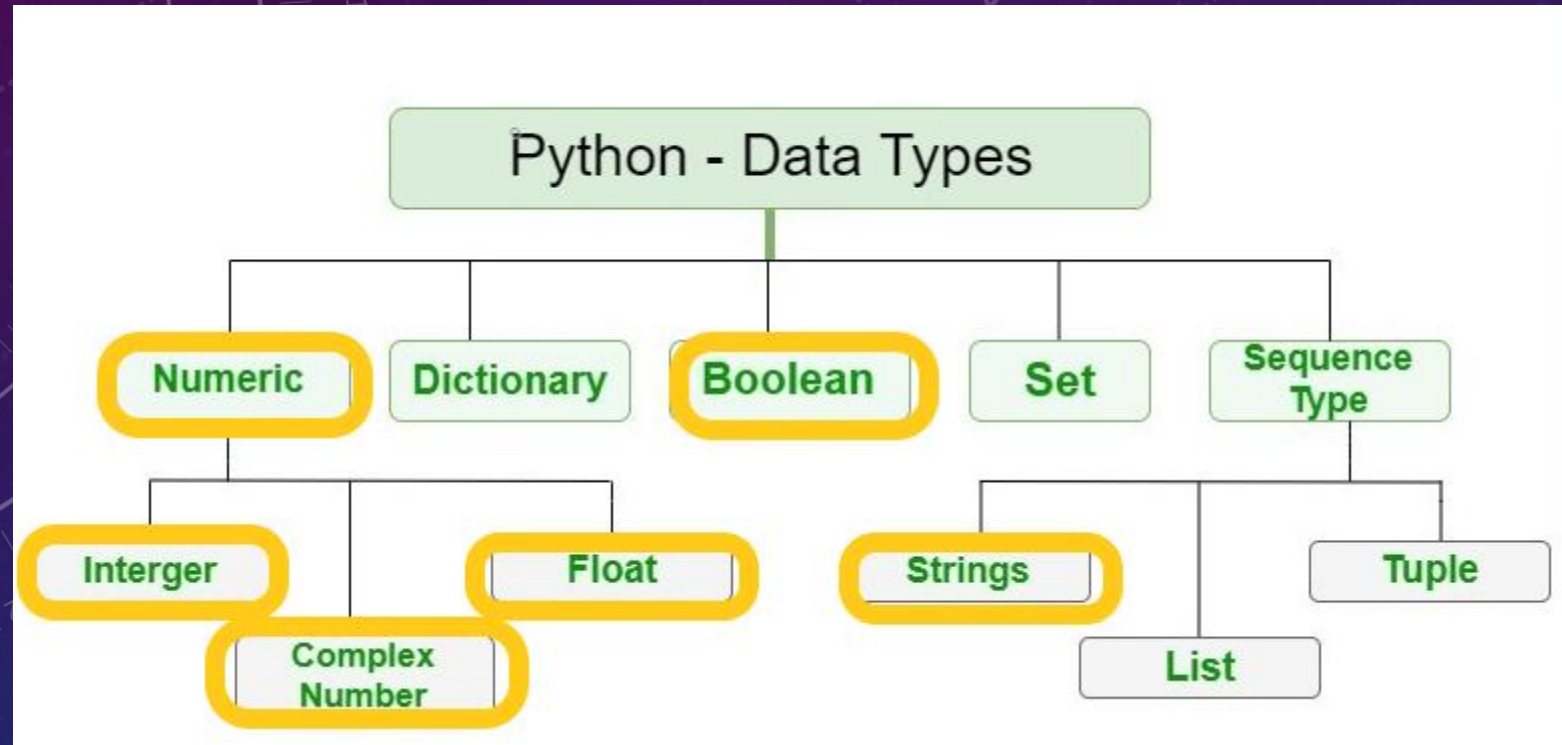 Python - Data Types
Numeric
Dictionary
Boolean
Set
Sequence
Type
Interger
Float
Strings
Tuple
Complex
Number
List